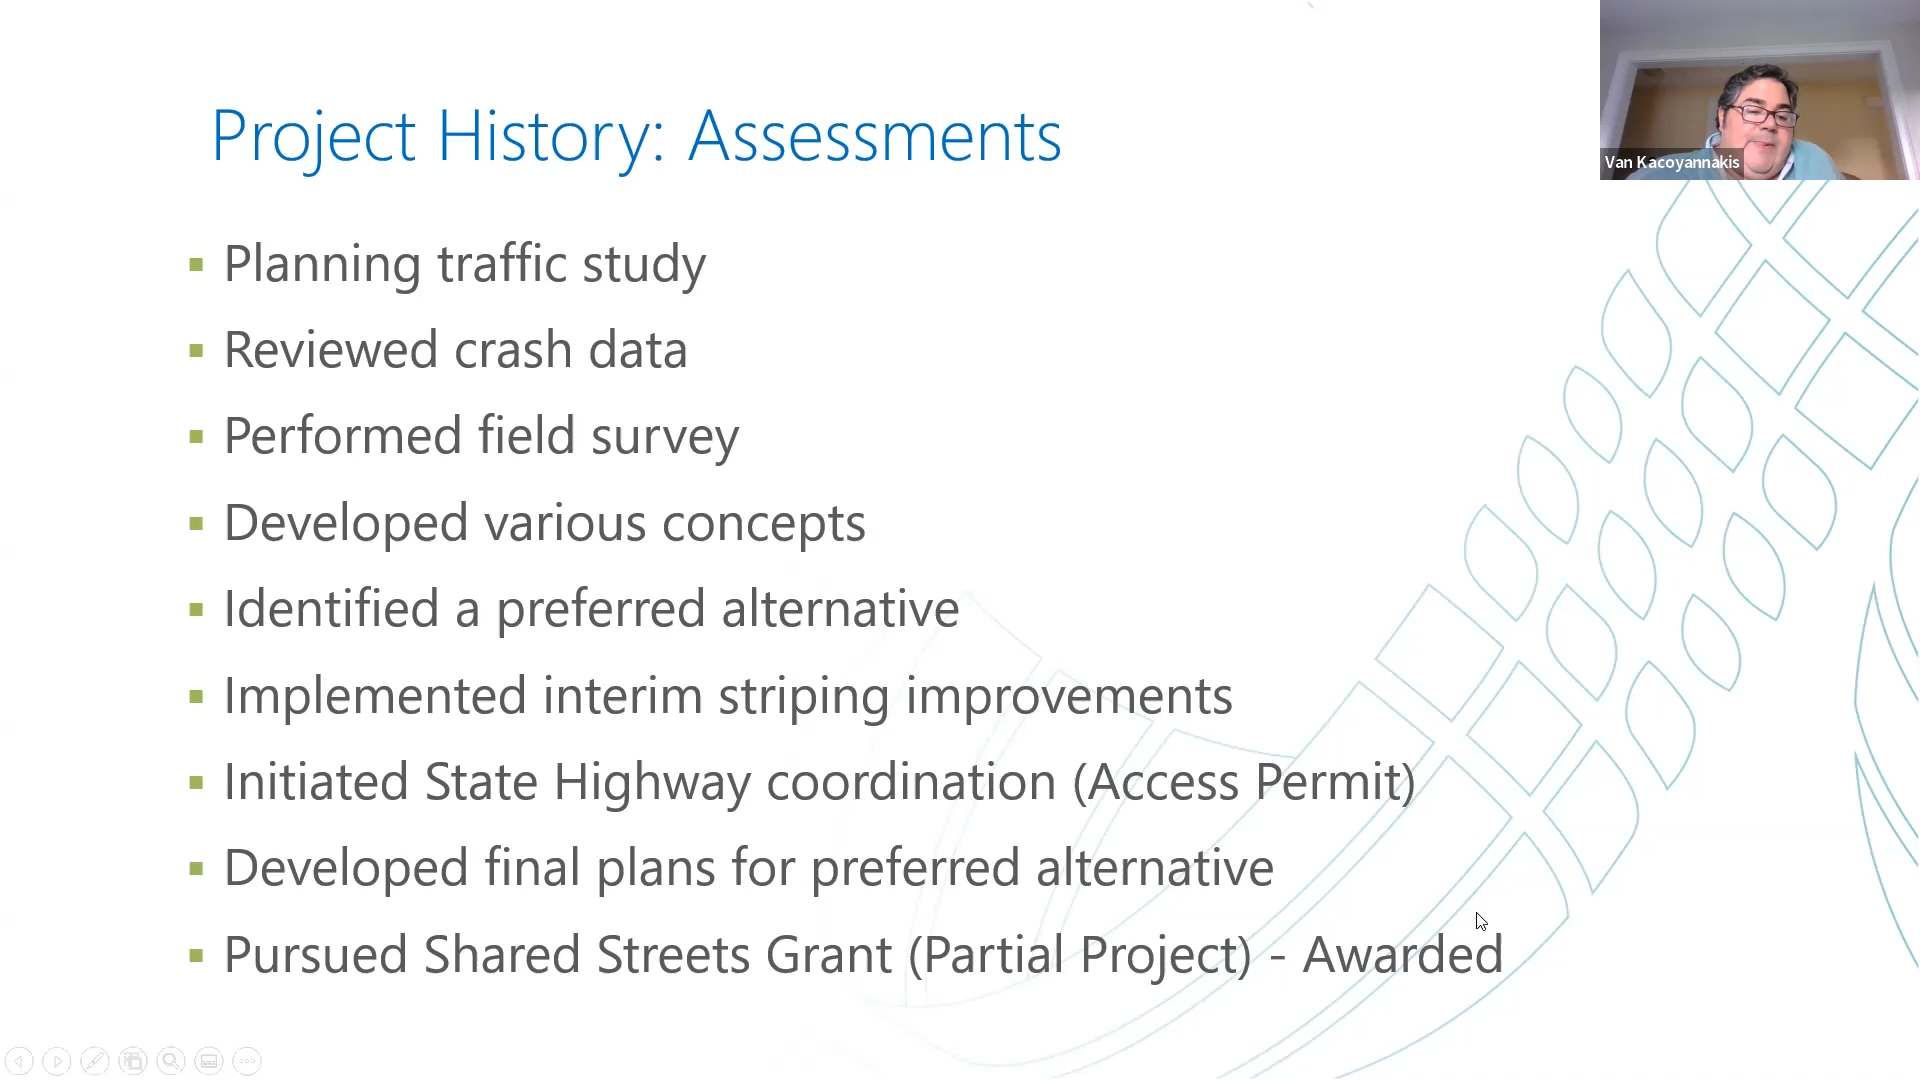 Project History: Assessments
Van Kacoyannakis
▪ Planning traffic study
▪ Reviewed crash data
▪ Performed field survey
▪ Developed various concepts
▪ Identified a preferred alternative
▪ Implemented interim striping improvements
▪ Initiated State Highway coordination (Access Permit)
▪ Developed final plans for preferred alternative
▪ Pursued Shared Streets Grant (Partial Project) - Awarded